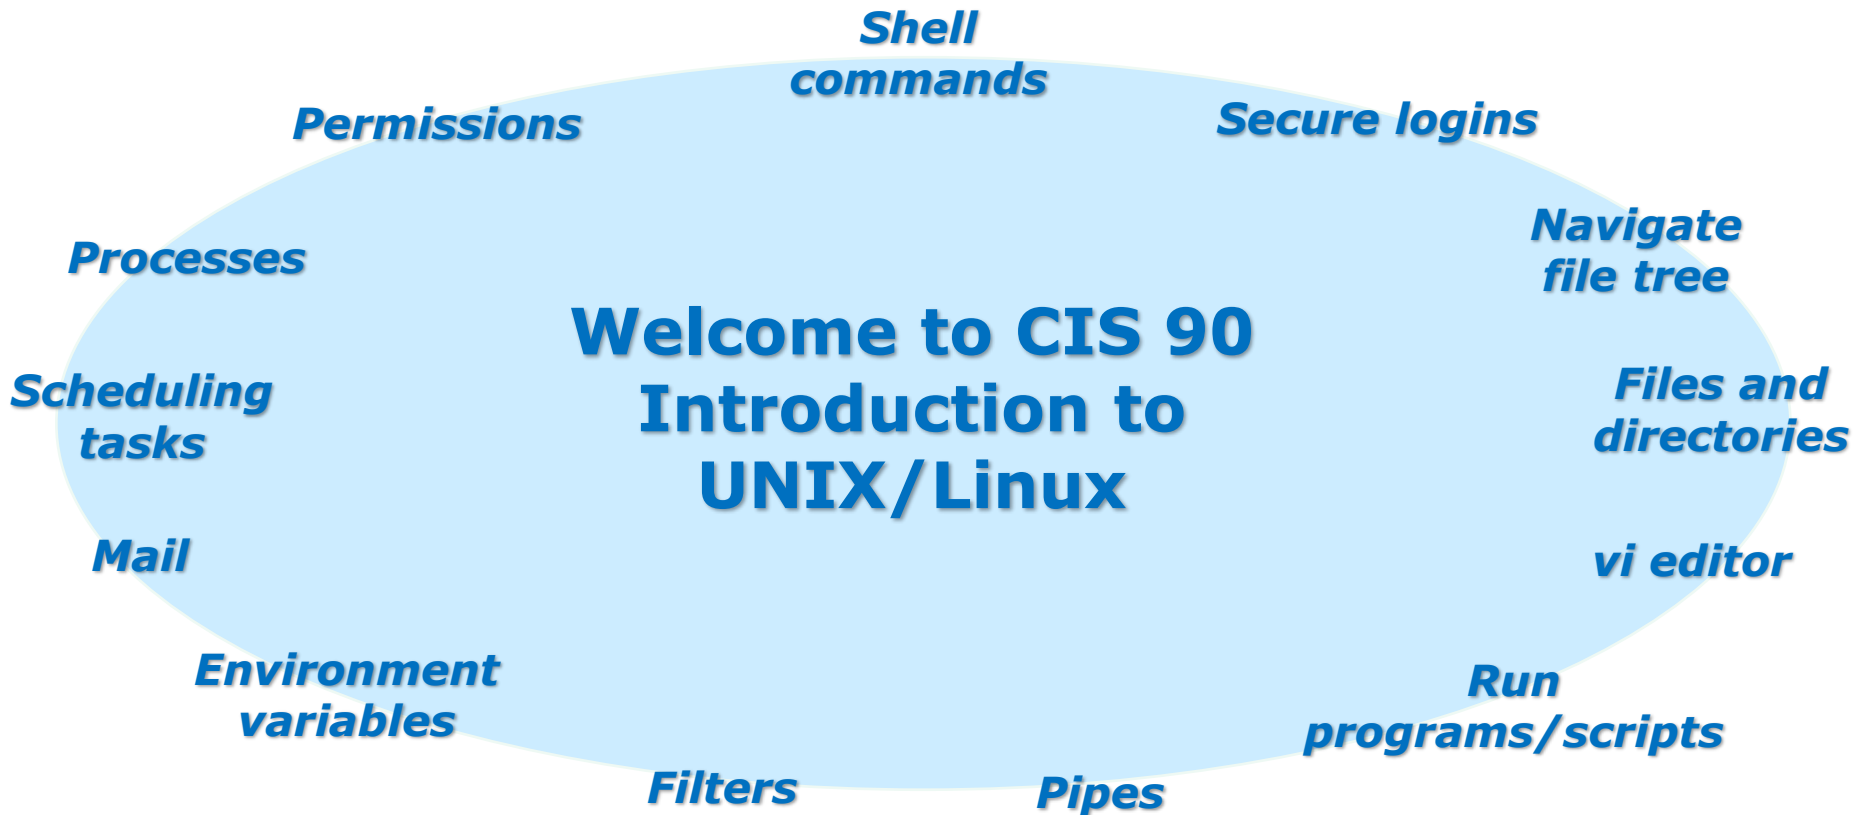 Shell
commands
Permissions
Secure logins
Navigate
file tree
Processes
Welcome to CIS 90
Introduction to
UNIX/Linux
Scheduling
tasks
Files and
directories
Mail
vi editor
Environment
variables
Run
programs/scripts
Filters
Pipes